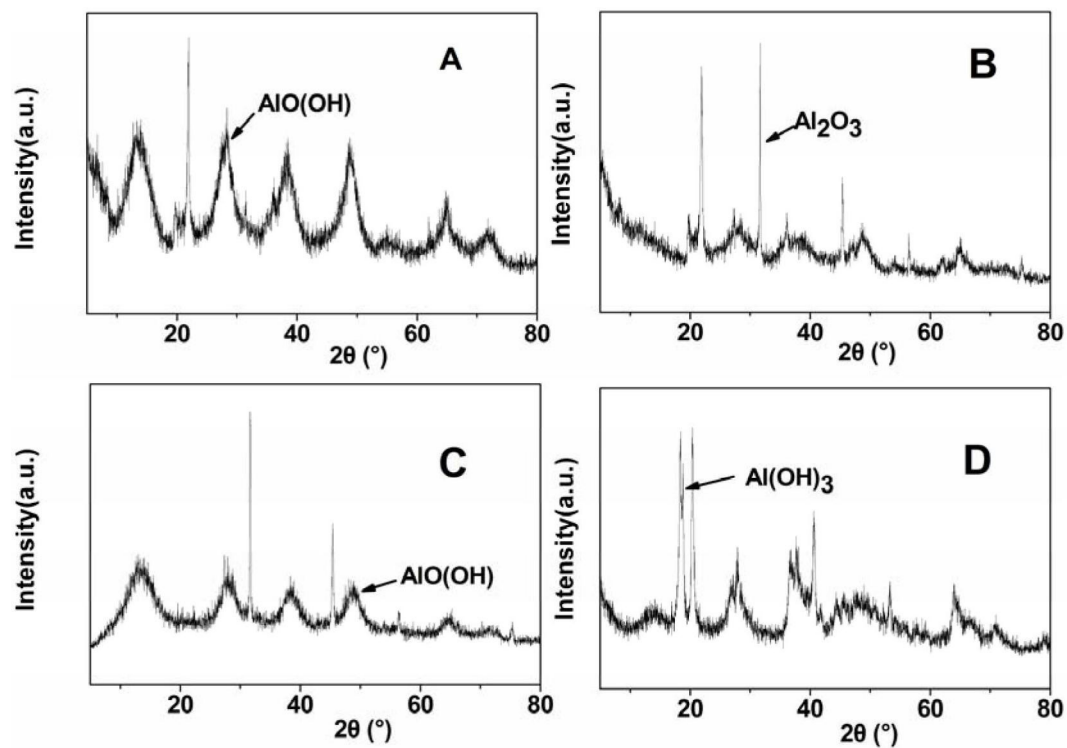 A
AlO(OH)
Intensity(a.u.)
20 40 60 80
2θ (°)
B
Al₂O₃
Intensity(a.u.)
20 40 60 80
2θ (°)
C
AlO(OH)
Intensity(a.u.)
20 40 60 80
2θ (°)
D
Al(OH)₃
Intensity(a.u.)
20 40 60 80
2θ (°)